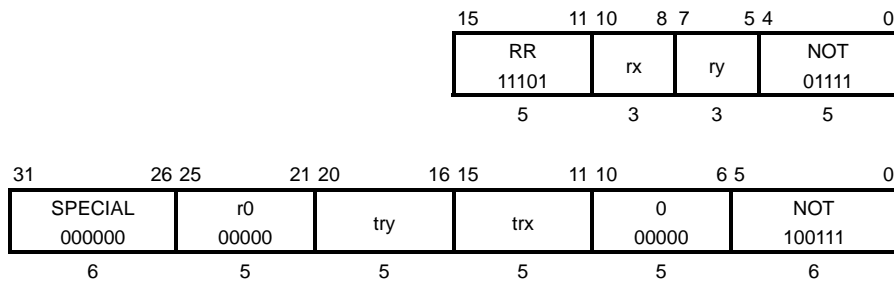 15 11 10 8 7 5 4 0
RR rx ry NOT
11101 01111
5 3 3 5
31 26 25 21 20 16 15 11 10 6 5 0
SPECIAL r0 try trx 0 NOT
000000 00000 00000 100111
6 5 5 5 5 6